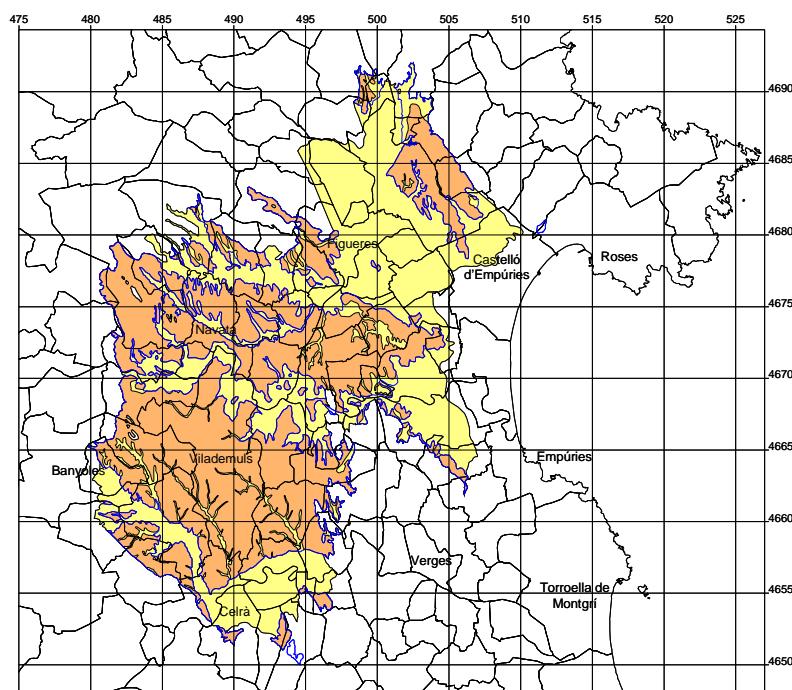 475 480 485 490 495 500 505 510 515 520 525
4690
4685
4680
Figueres
Roses
Castelló
d'Empúries
4675
Navata
4670
4665
Empúries
Vilademuls
Banyoles
4660
Verges
4655
Torroella de
Montgrí
Celrà
4650